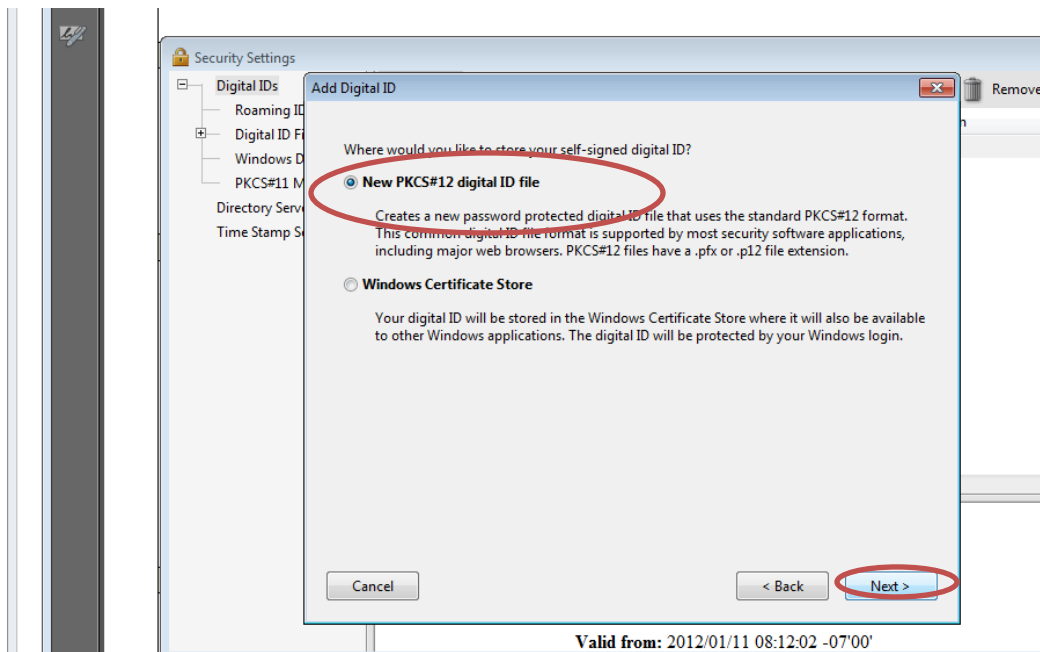 Security Settings
Digital IDs
Roaming ID
Digital ID Fi
Windows D
PKCS#11 M
Directory Serve
Time Stamp Se
Remove
n
Add Digital ID
Where would you like to store your self-signed digital ID?
New PKCS#12 digital ID file
Creates a new password protected digital ID file that uses the standard PKCS#12 format.
This common digital ID file format is supported by most security software applications,
including major web browsers. PKCS#12 files have a .pfx or .p12 file extension.
Windows Certificate Store
Your digital ID will be stored in the Windows Certificate Store where it will also be available
to other Windows applications. The digital ID will be protected by your Windows login.
Cancel
< Back
Next >
Valid from: 2012/01/11 08:12:02 -07'00'